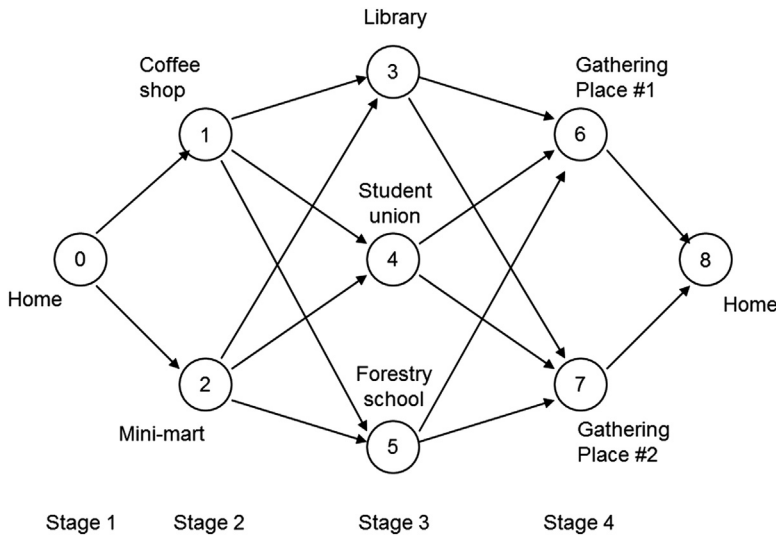 Library
Coffee
shop
Gathering
Place #1
3
1
6
Student
union
0
4
8
Home
Home
Forestry
school
2
7
Mini-mart
5
Gathering
Place #2
Stage 1
Stage 2
Stage 3
Stage 4